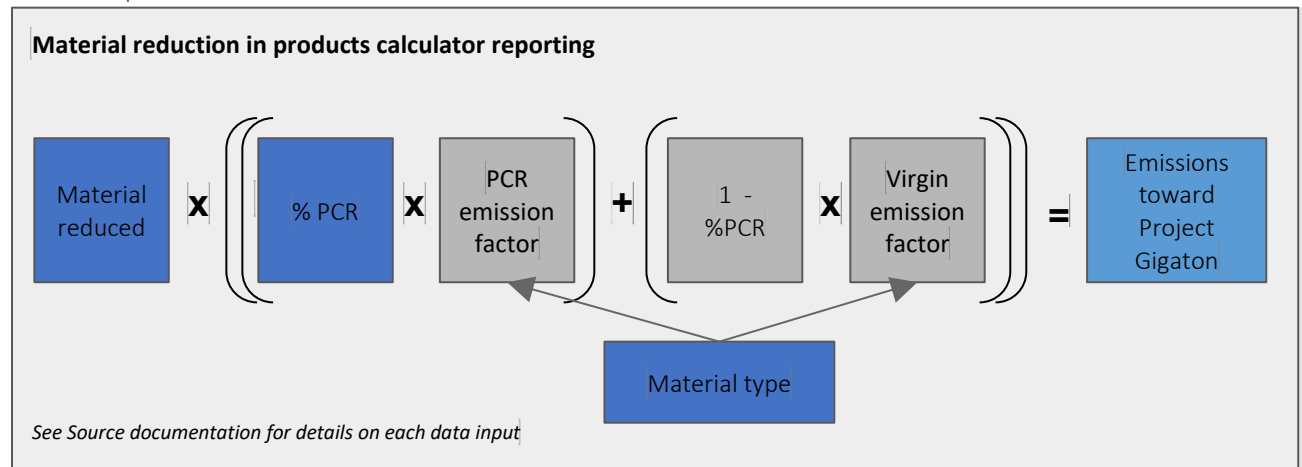 Material reduction in products calculator reporting
Material
reduced
x
((
% PCR
x
PCR
emission
factor
)
+
(
1 -
%PCR
x
Virgin
emission
factor
))
=
Emissions
toward
Project
Gigaton
Material type
See Source documentation for details on each data input